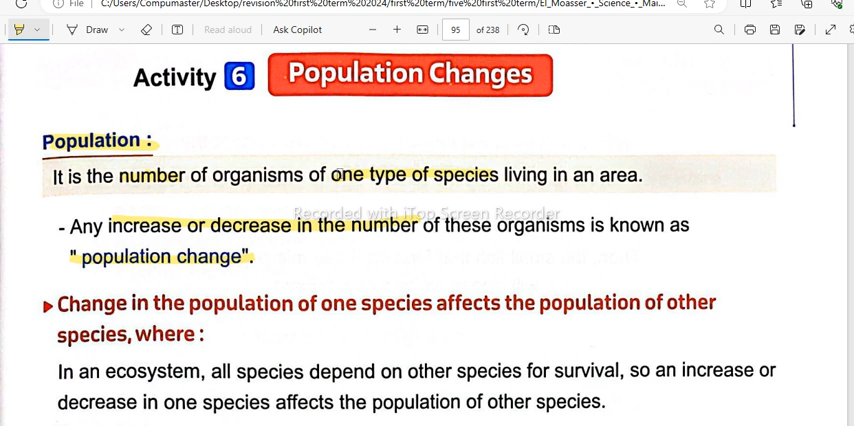 File C:/Users/Compumaster/Desktop/revision%20first%20term%202024/first%20term/five%20first%20term/El_Moasser_•_Science_•_Mai...
Draw Read aloud Ask Copilot 95 of 238
Activity 6 Population Changes
Population :
It is the number of organisms of one type of species living in an area.
Recorded with iTop Screen Recorder
- Any increase or decrease in the number of these organisms is known as
" population change".
Change in the population of one species affects the population of other
species, where :
In an ecosystem, all species depend on other species for survival, so an increase or
decrease in one species affects the population of other species.